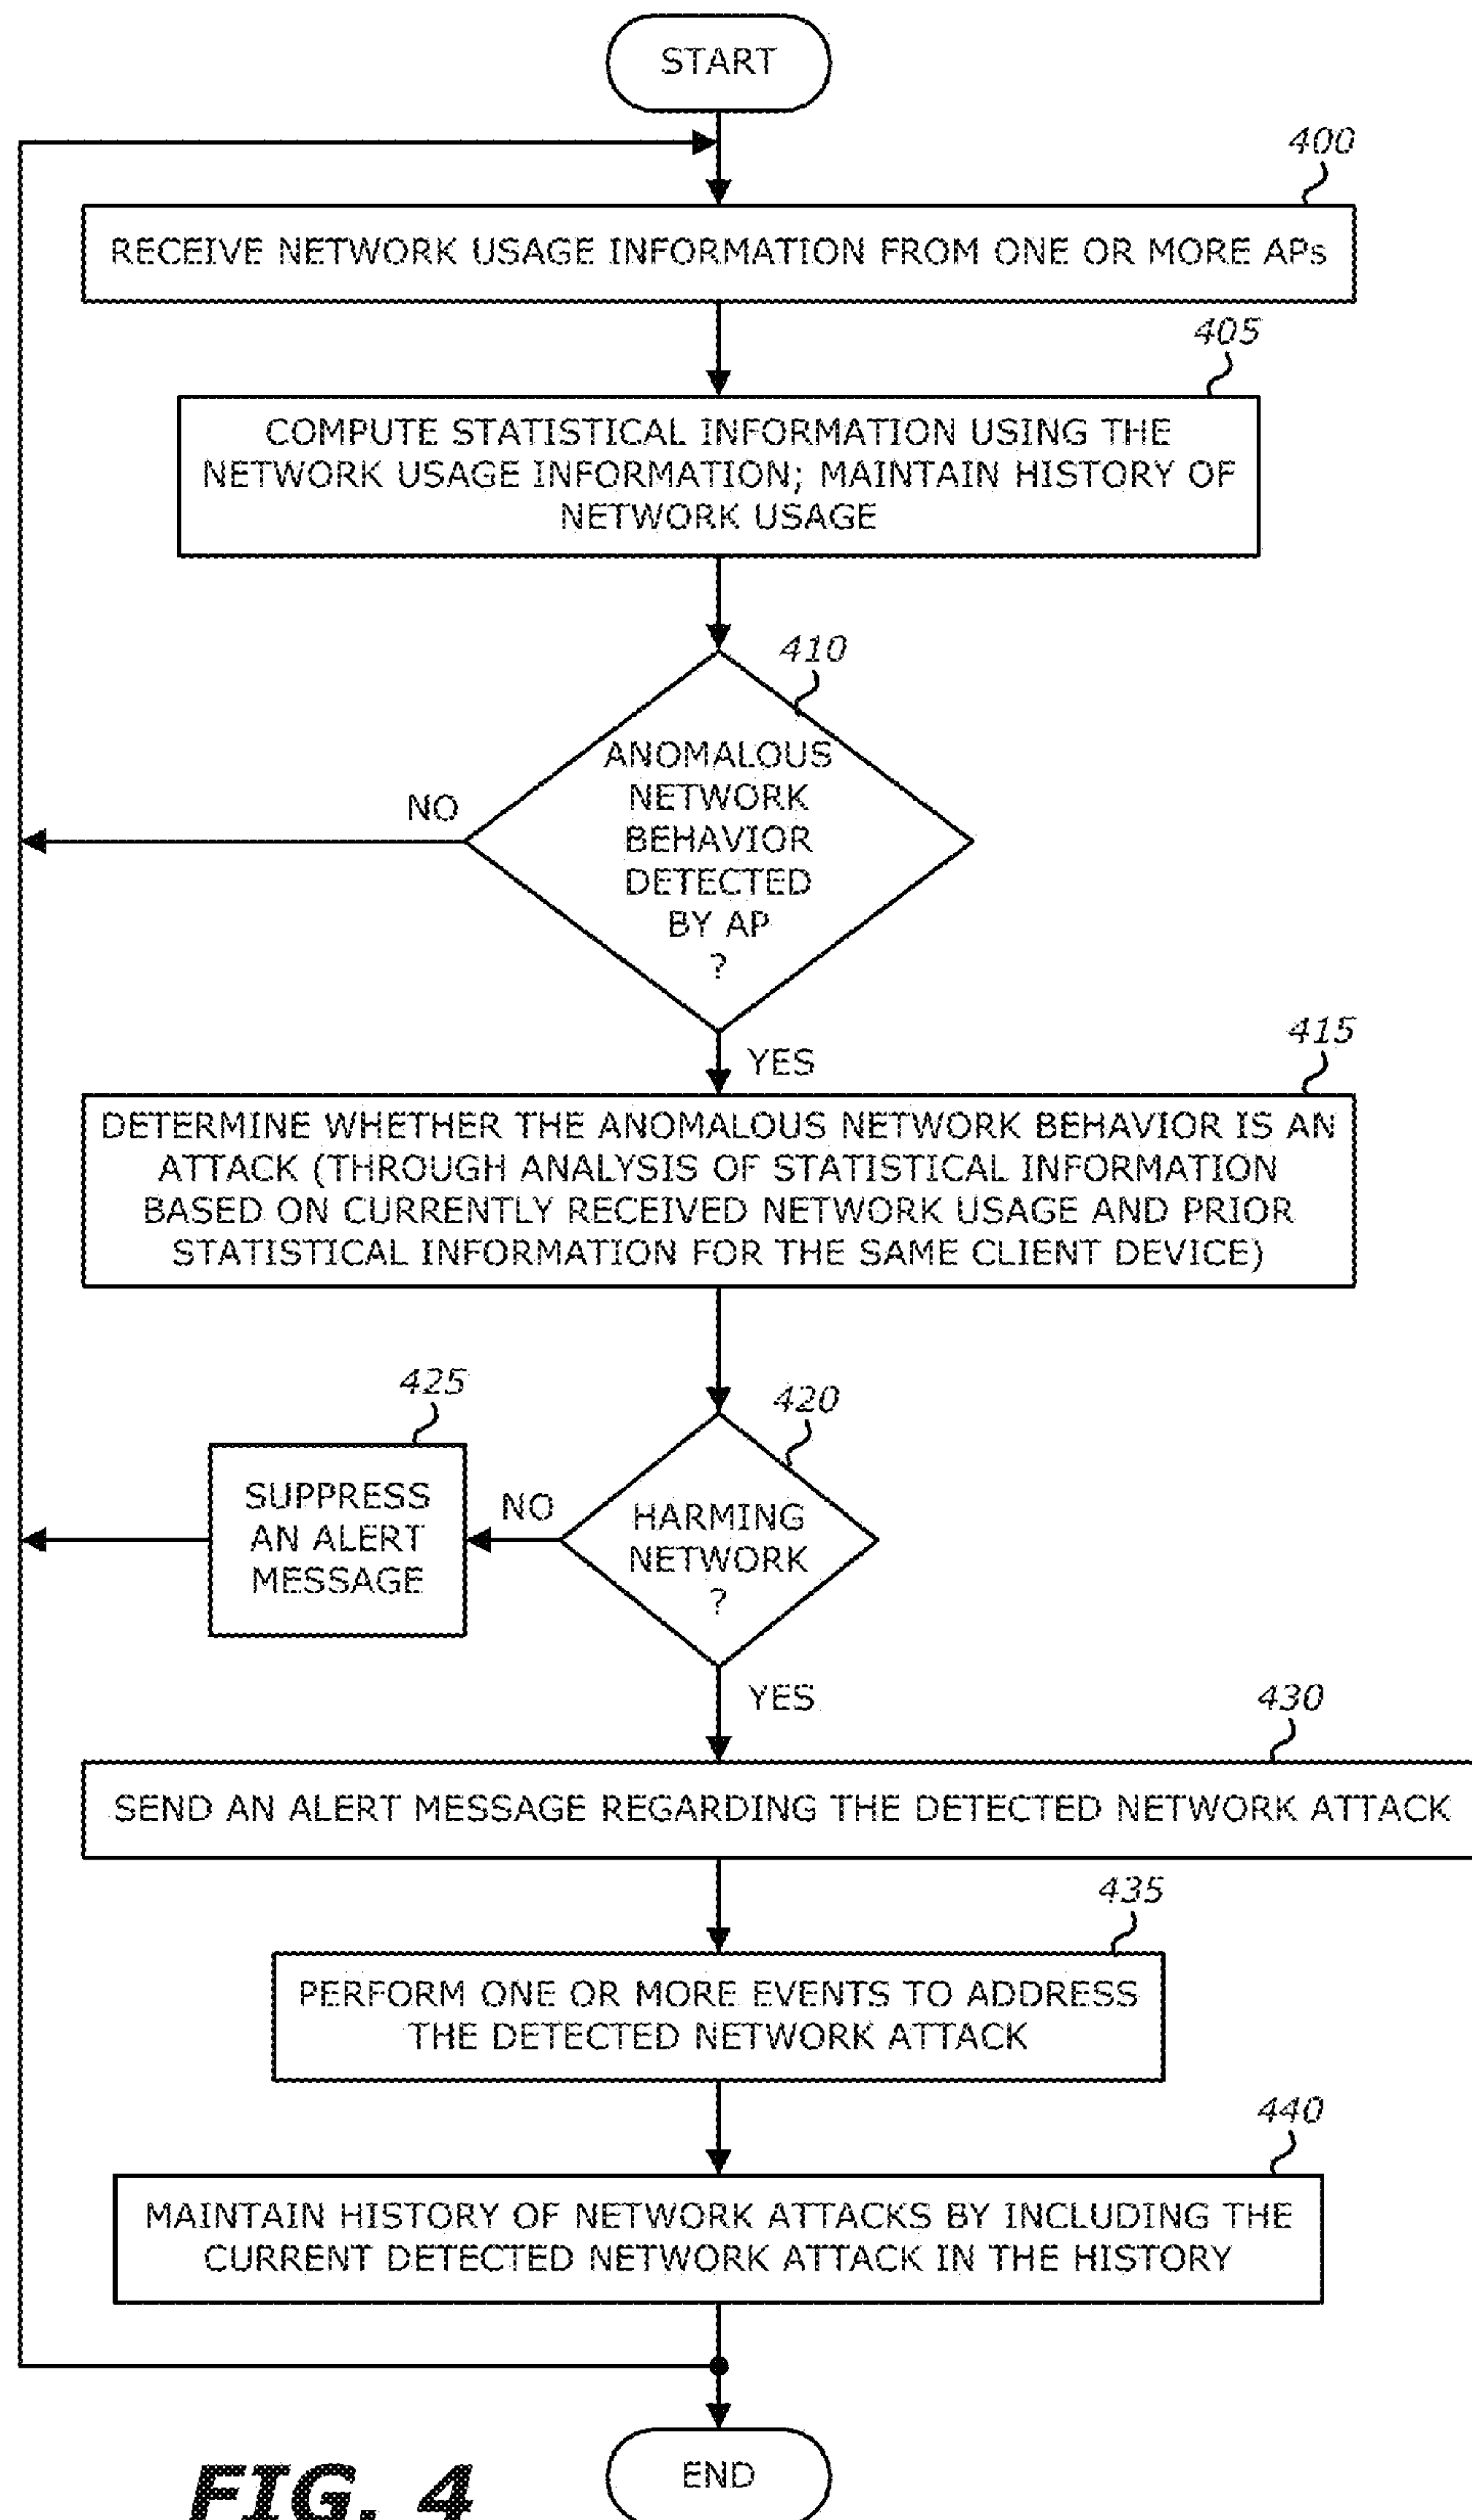 START
400
RECEIVE NETWORK USAGE INFORMATION FROM ONE OR MORE APs
405
COMPUTE STATISTICAL INFORMATION USING THE
NETWORK USAGE INFORMATION; MAINTAIN HISTORY OF
NETWORK USAGE
410
ANOMALOUS
NETWORK
BEHAVIOR
DETECTED
BY AP
?
NO
YES
415
DETERMINE WHETHER THE ANOMALOUS NETWORK BEHAVIOR IS AN
ATTACK (THROUGH ANALYSIS OF STATISTICAL INFORMATION
BASED ON CURRENTLY RECEIVED NETWORK USAGE AND PRIOR
STATISTICAL INFORMATION FOR THE SAME CLIENT DEVICE)
425
SUPPRESS
AN ALERT
MESSAGE
NO
420
HARMING
NETWORK
?
YES
430
SEND AN ALERT MESSAGE REGARDING THE DETECTED NETWORK ATTACK
435
PERFORM ONE OR MORE EVENTS TO ADDRESS
THE DETECTED NETWORK ATTACK
440
MAINTAIN HISTORY OF NETWORK ATTACKS BY INCLUDING THE
CURRENT DETECTED NETWORK ATTACK IN THE HISTORY
END
FIG. 4